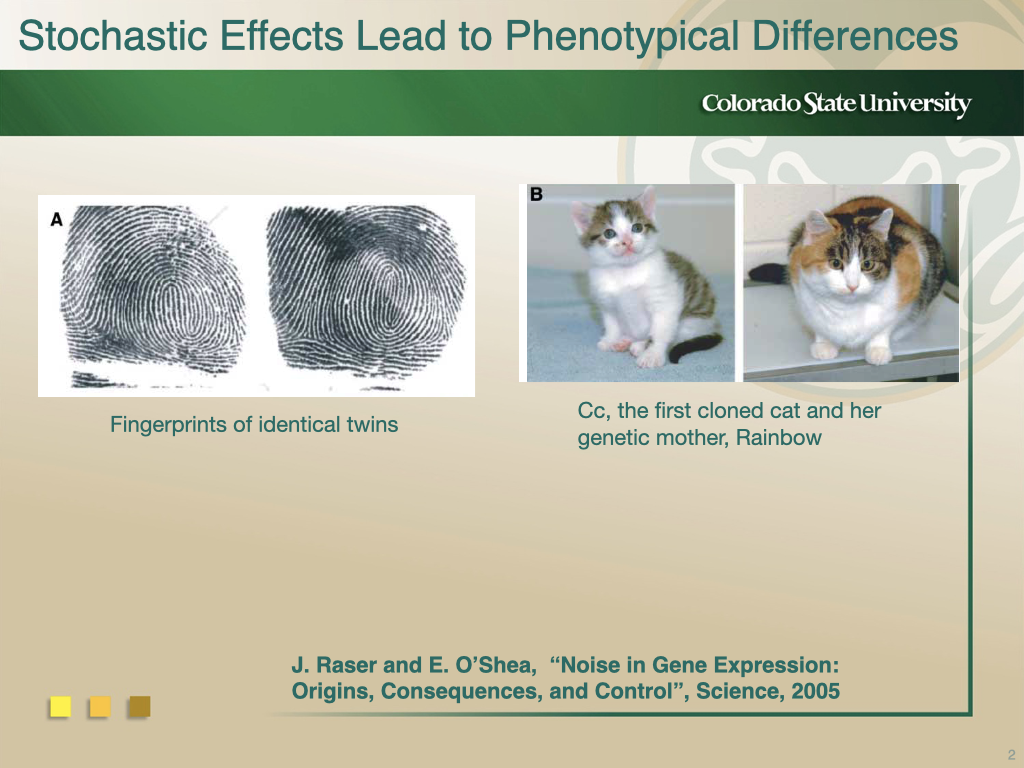 Stochastic Effects Lead to Phenotypical Differences
Colorado State University
A
B
Fingerprints of identical twins
Cc, the first cloned cat and her
genetic mother, Rainbow
J. Raser and E. O’Shea,  “Noise in Gene Expression:
Origins, Consequences, and Control”, Science, 2005
2